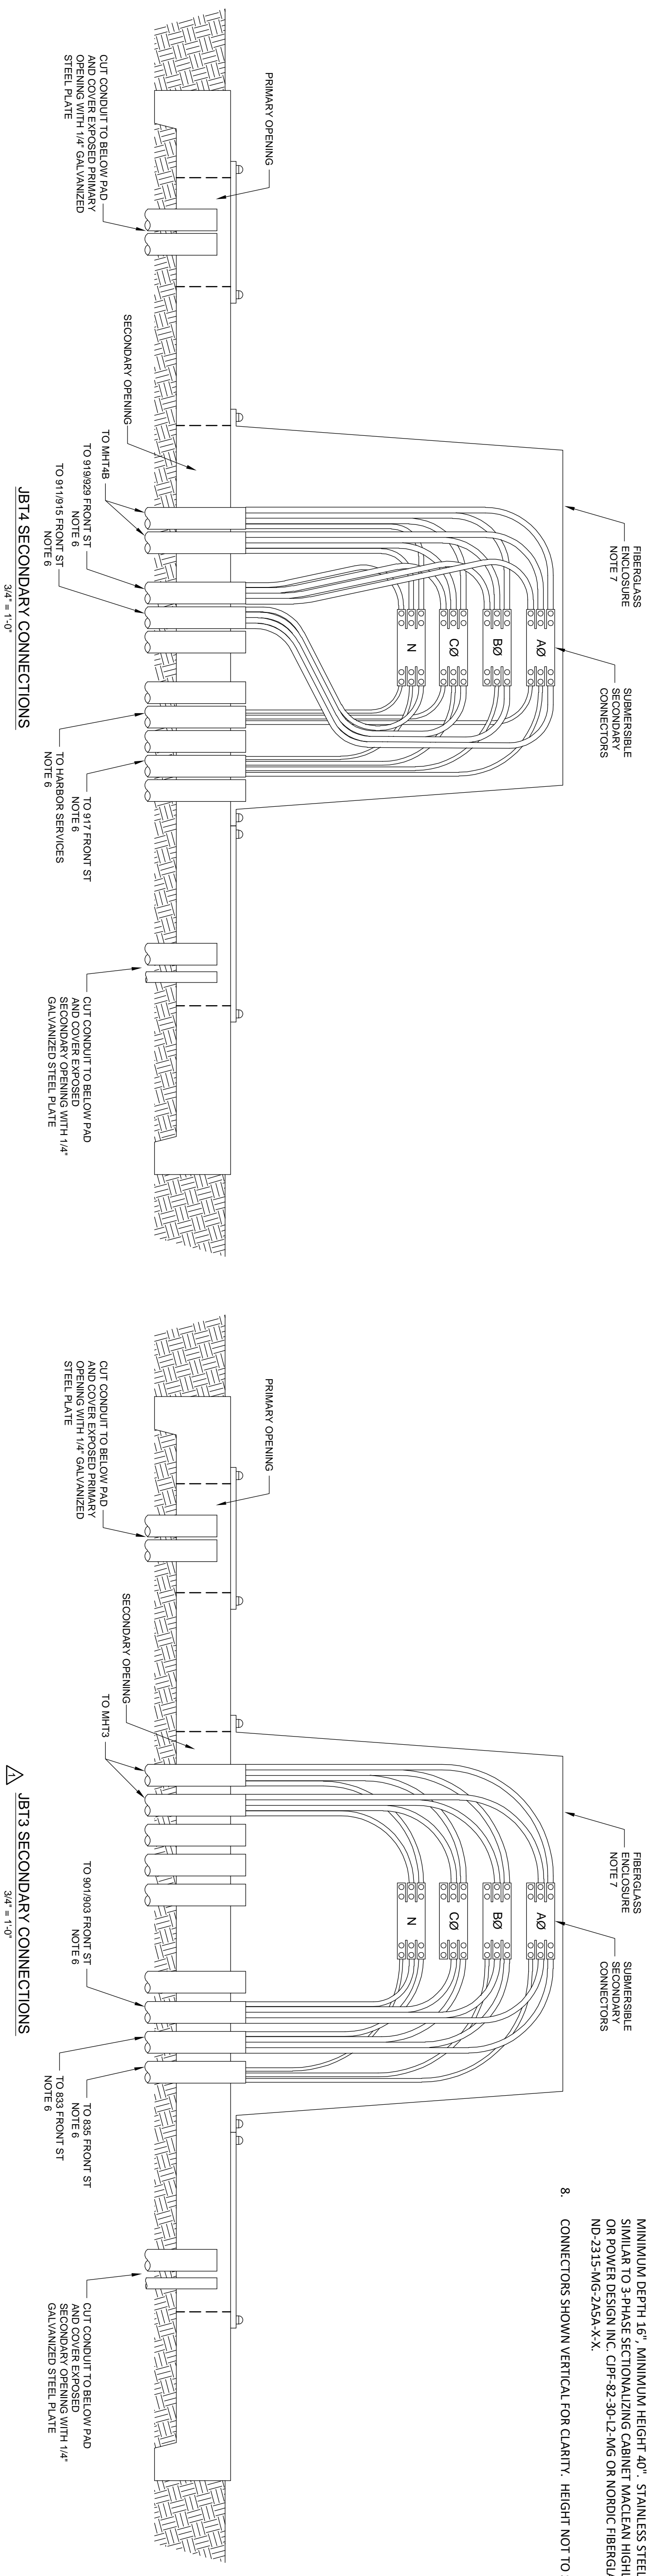 MINIMUM DEPTH 16", MINIMUM HEIGHT 40". STAINLESS STEEL
SIMILAR TO 3-PHASE SECTIONALIZING CABINET MACLEAN
OR POWER DESIGN INC. CJPF-82-30-L2-MG OR NORDIC
ND-2315-MG-2A5A-X-X.
8. CONNECTORS SHOWN VERTICAL FOR CLARITY. HEIGHT NOT TO
PRIMARY OPENING
CUT CONDUIT TO BELOW PAD
AND COVER EXPOSED PRIMARY
OPENING WITH 1/4" GALVANIZED
STEEL PLATE
SECONDARY OPENING
TO MHT4B
TO 919/929 FRONT ST
NOTE 6
TO 911/915 FRONT ST
NOTE 6
FIBERGLASS
ENCLOSURE
NOTE 7
SUBMERSIBLE
SECONDARY
CONNECTORS
AØ
BØ
CØ
N
TO 917 FRONT ST
NOTE 6
TO HARBOR SERVICES
NOTE 6
CUT CONDUIT TO BELOW PAD
AND COVER EXPOSED
SECONDARY OPENING WITH 1/4"
GALVANIZED STEEL PLATE
JBT4 SECONDARY CONNECTIONS
3/4" = 1'-0"
PRIMARY OPENING
CUT CONDUIT TO BELOW PAD
AND COVER EXPOSED PRIMARY
OPENING WITH 1/4" GALVANIZED
STEEL PLATE
SECONDARY OPENING
TO MHT3
FIBERGLASS
ENCLOSURE
NOTE 7
SUBMERSIBLE
SECONDARY
CONNECTORS
AØ
BØ
CØ
N
TO 901/903 FRONT ST
NOTE 6
TO 835 FRONT ST
NOTE 6
TO 833 FRONT ST
NOTE 6
CUT CONDUIT TO BELOW PAD
AND COVER EXPOSED
SECONDARY OPENING WITH 1/4"
GALVANIZED STEEL PLATE
1
JBT3 SECONDARY CONNECTIONS
3/4" = 1'-0"